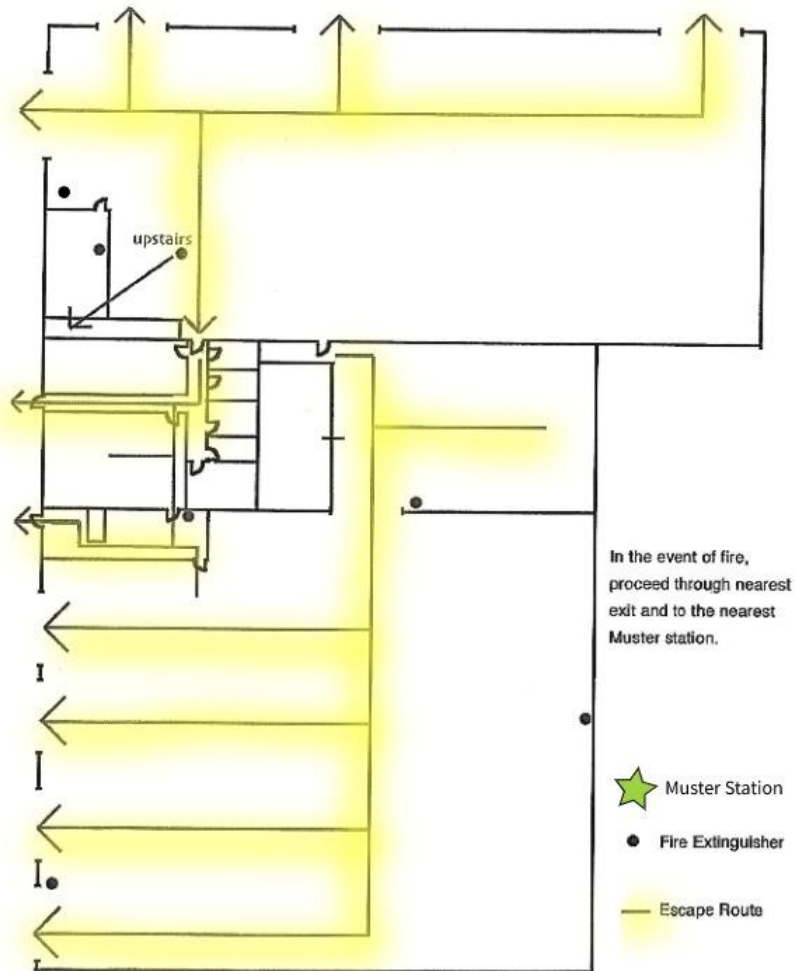 upstairs
In the event of fire,
proceed through nearest
exit and to the nearest
Muster station.
Muster Station
Fire Extinguisher
Escape Route